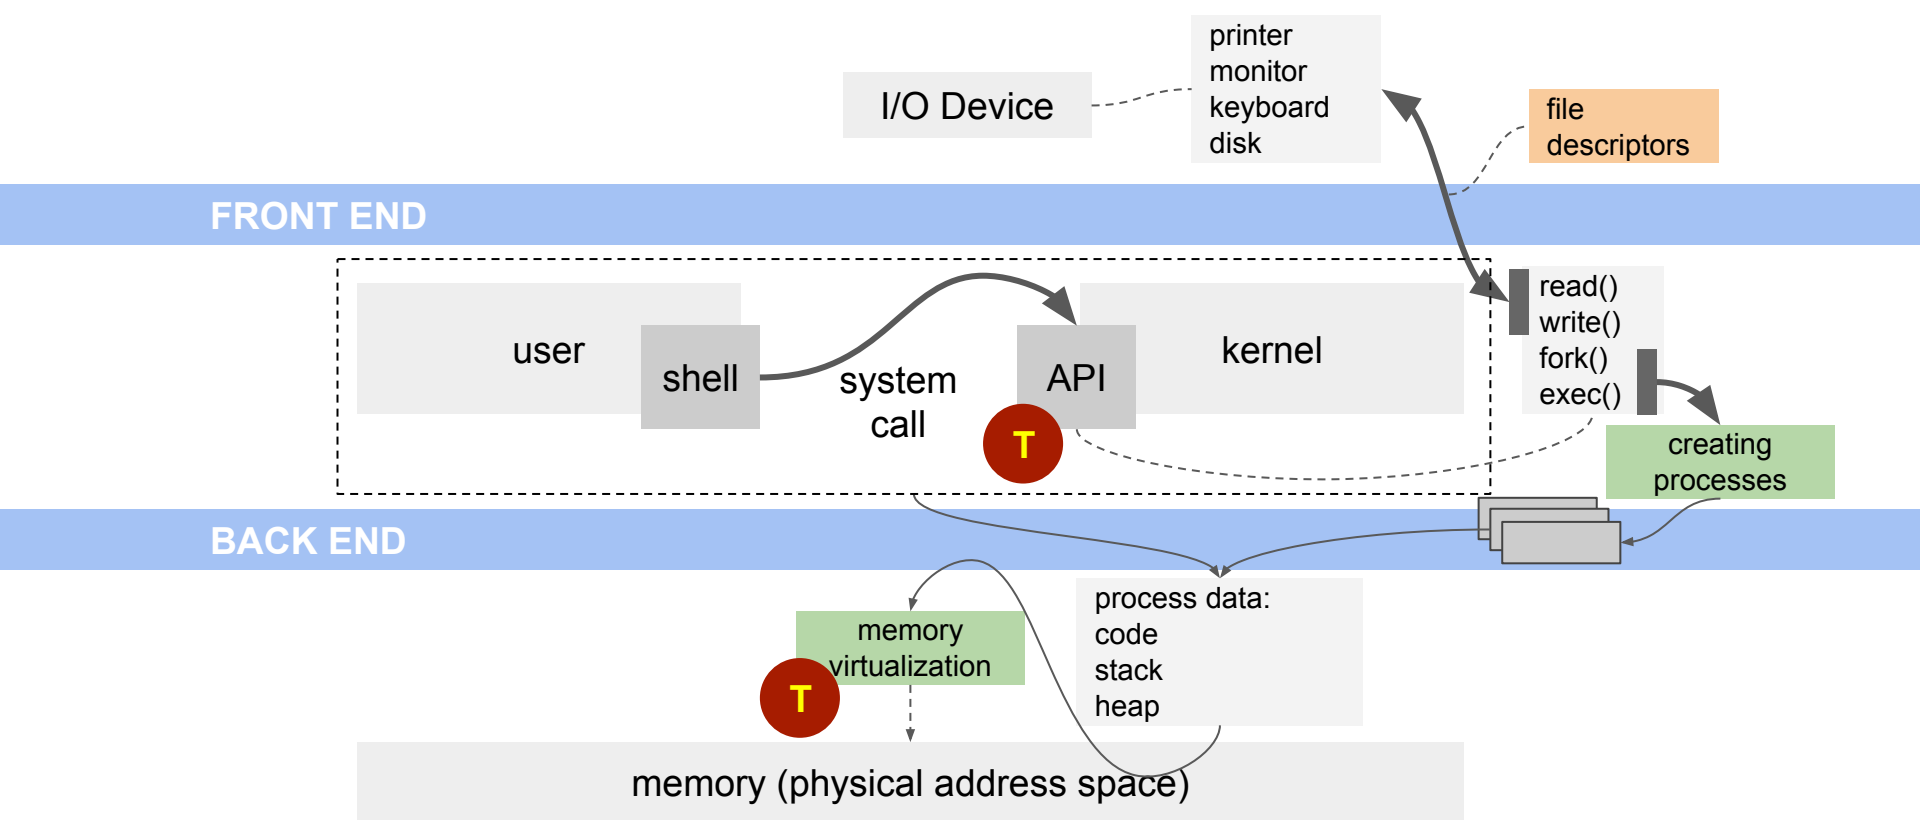 printer
monitor
keyboard
disk
I/O Device
file
descriptors
FRONT END
user
shell
system
call
API
T
kernel
read()
write()
fork()
exec()
creating
processes
BACK END
process data:
code
stack
heap
memory
virtualization
T
memory (physical address space)